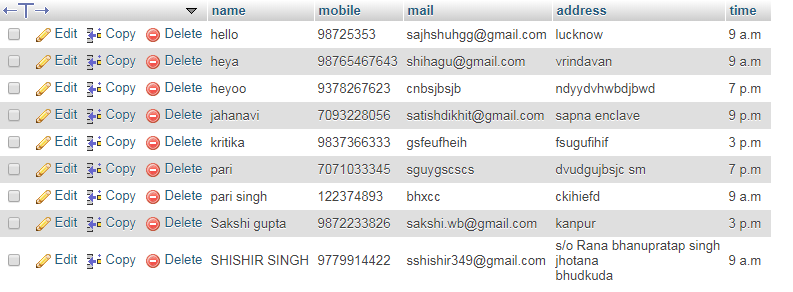 name mobile mail address time
Edit Copy Delete hello 98725353 sajhshuhgg@gmail.com lucknow 9 a.m
Edit Copy Delete heya 98765467643 shihagu@gmail.com vrindavan 9 a.m
Edit Copy Delete heyoo 9378267623 cnbsjbsjb ndyydvhwbdjbwd 7 p.m
Edit Copy Delete jahanavi 7093228056 satishdikhit@gmail.com sapna enclave 9 p.m
Edit Copy Delete kritika 9837366333 gsfeufheih fsugufihif 3 p.m
Edit Copy Delete pari 7071033345 sguygscscs dvudgujbsjc sm 7 p.m
Edit Copy Delete pari singh 122374893 bhxcc ckihiefd 9 a.m
Edit Copy Delete Sakshi gupta 9872233826 sakshi.wb@gmail.com kanpur 3 p.m
s/o Rana bhanupratap singh
Edit Copy Delete SHISHIR SINGH 9779914422 sshishir349@gmail.com jhotana 9 a.m
bhudkuda